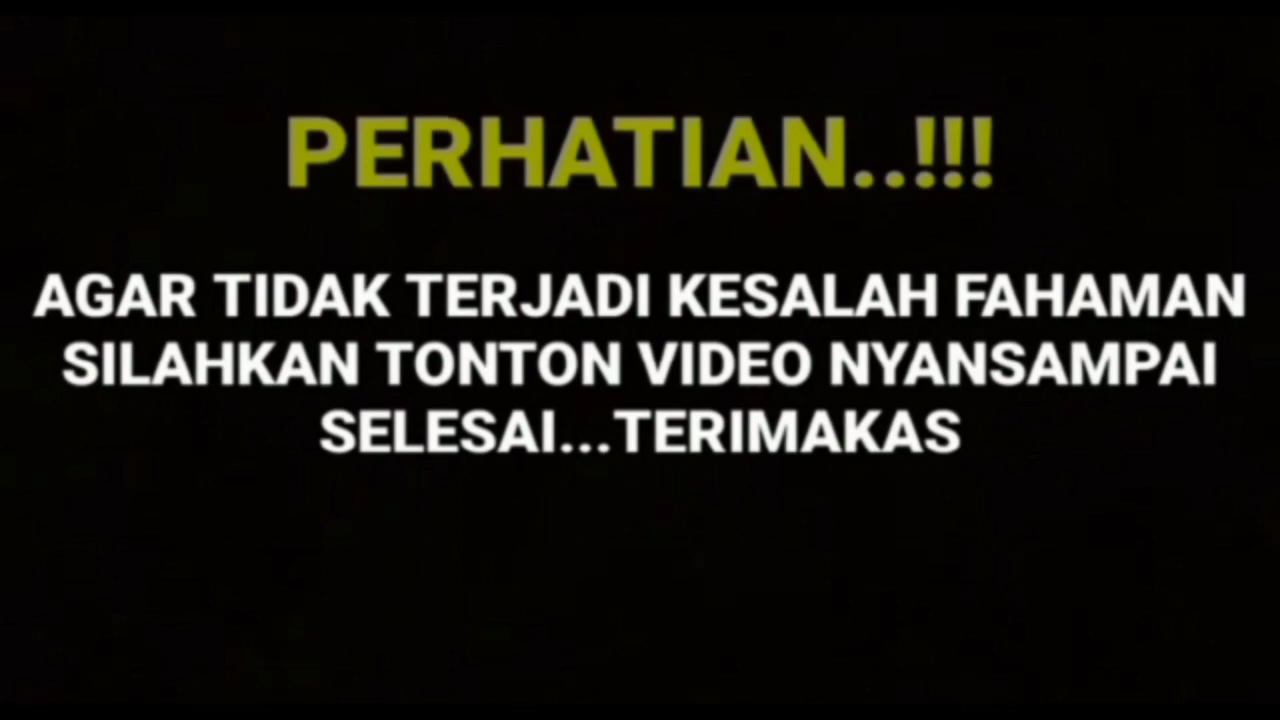 PERHATIAN..!!!
AGAR TIDAK TERJADI KESALAH FAHAMAN
SILAHKAN TONTON VIDEO NYANSAMPAI
SELESAI...TERIMAKAS